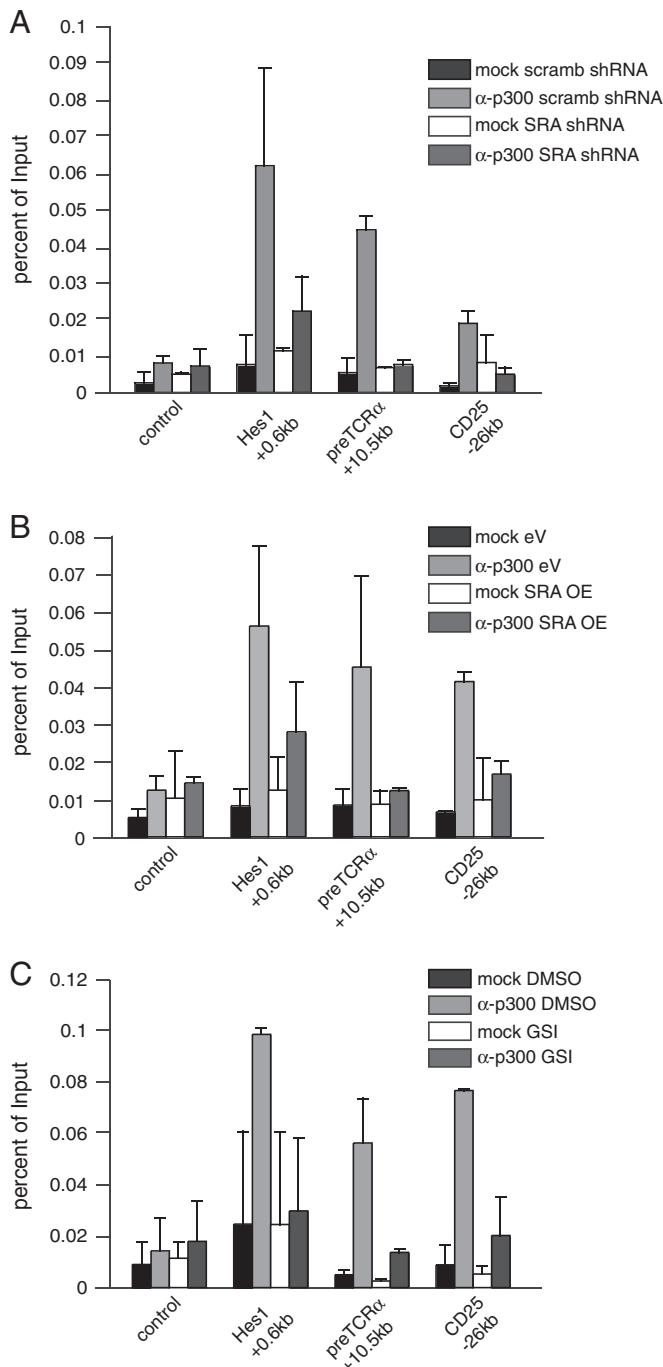 A
percent of Input
0.1
0.09
0.08
0.07
0.06
0.05
0.04
0.03
0.02
0.01
0
mock scramb shRNA
α-p300 scramb shRNA
mock SRA shRNA
α-p300 SRA shRNA
control
Hes1
+0.6kb
preTCRα
+10.5kb
CD25
-26kb
B
percent of Input
0.08
0.07
0.06
0.05
0.04
0.03
0.02
0.01
0
mock eV
α-p300 eV
mock SRA OE
α-p300 SRA OE
control
Hes1
+0.6kb
preTCRα
+10.5kb
CD25
-26kb
C
percent of Input
0.12
0.1
0.08
0.06
0.04
0.02
0
mock DMSO
α-p300 DMSO
mock GSI
α-p300 GSI
control
Hes1
+0.6kb
preTCRα
+10.5kb
CD25
-26kb